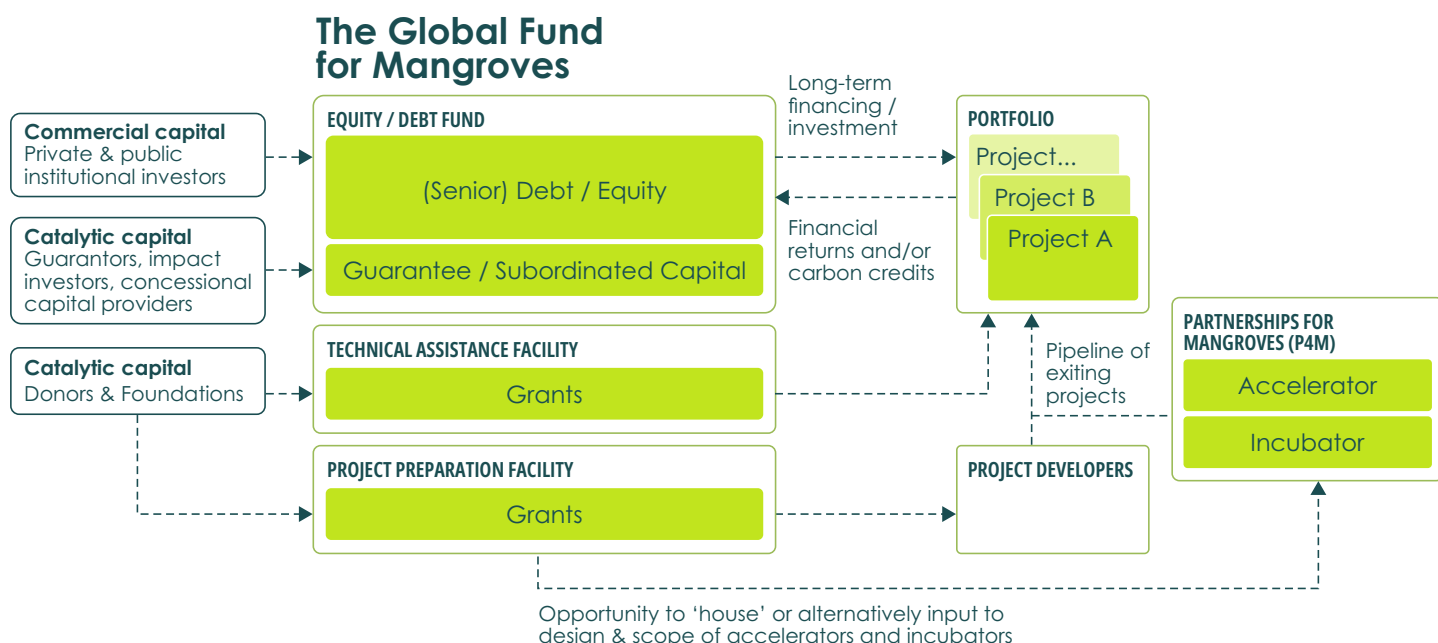 The Global Fund
for Mangroves
Commercial capital
Private & public
institutional investors
Catalytic capital
Guarantors, impact
investors, concessional
capital providers
Catalytic capital
Donors & Foundations
EQUITY / DEBT FUND
(Senior) Debt / Equity
Guarantee / Subordinated Capital
TECHNICAL ASSISTANCE FACILITY
Grants
PROJECT PREPARATION FACILITY
Grants
Long-term
financing /
investment
Financial
returns and/or
carbon credits
PORTFOLIO
Project...
Project B
Project A
Pipeline of
exiting
projects
PROJECT DEVELOPERS
PARTNERSHIPS FOR
MANGROVES (P4M)
Accelerator
Incubator
Opportunity to ‘house’ or alternatively input to
design & scope of accelerators and incubators